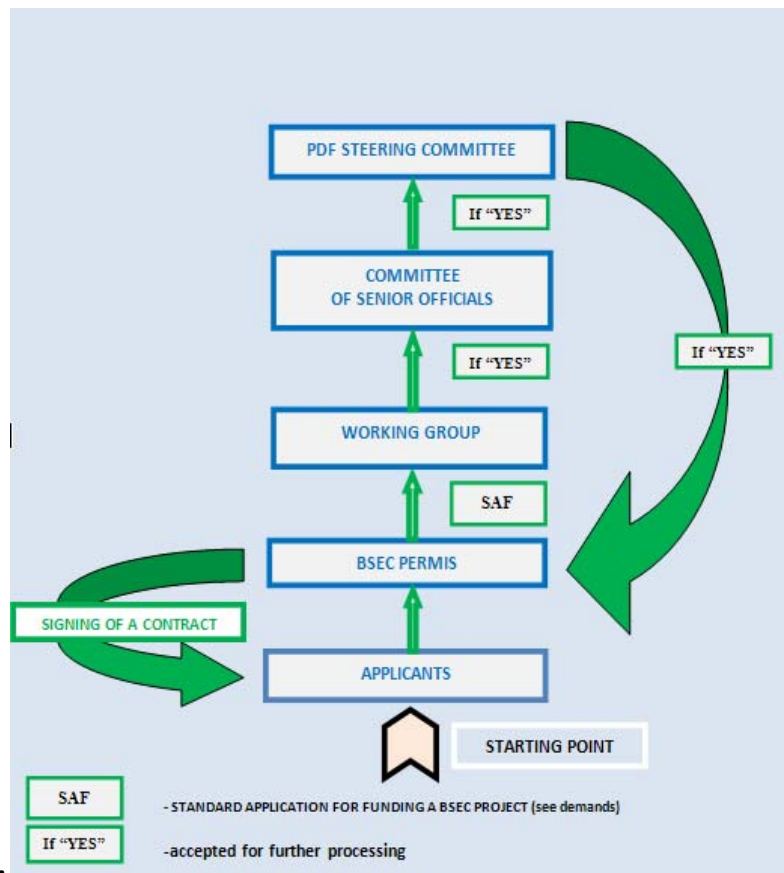 PDF STEERING COMMITTEE
If “YES”
COMMITTEE
OF SENIOR OFFICIALS
If “YES”
If “YES”
WORKING GROUP
SAF
BSEC PERMIS
SIGNING OF A CONTRACT
APPLICANTS
STARTING POINT
SAF
- STANDARD APPLICATION FOR FUNDING A BSEC PROJECT (see demands)
If “YES”
-accepted for further processing